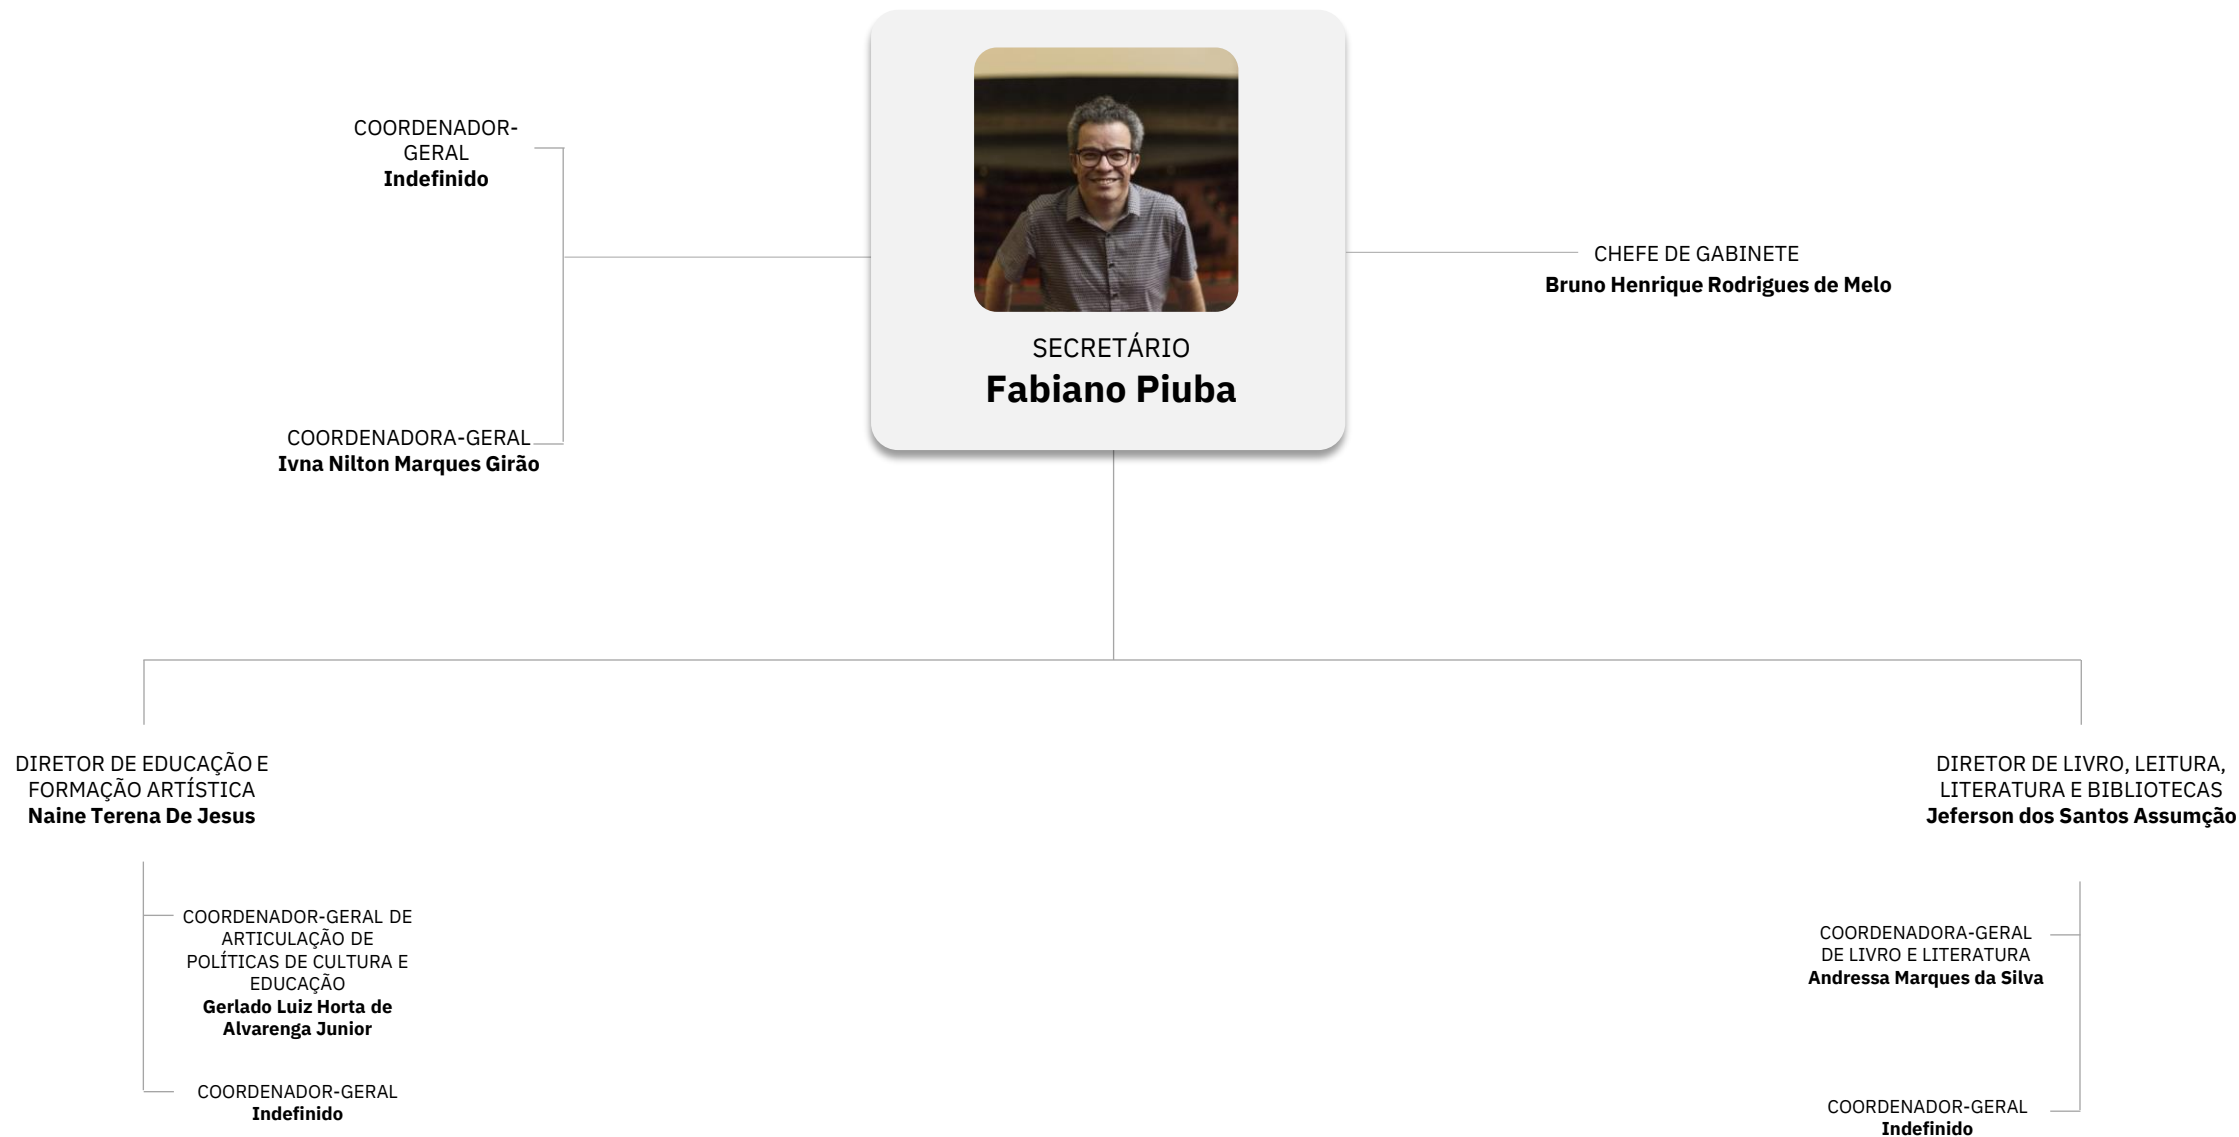 COORDENADOR-
GERAL
Indefinido
COORDENADORA-GERAL
Ivna Nilton Marques Girão
SECRETÁRIO
Fabiano Piuba
CHEFE DE GABINETE
Bruno Henrique Rodrigues de Melo
DIRETOR DE EDUCAÇÃO E
FORMAÇÃO ARTÍSTICA
Naine Terena De Jesus
COORDENADOR-GERAL DE
ARTICULAÇÃO DE
POLÍTICAS DE CULTURA E
EDUCAÇÃO
Gerlado Luiz Horta de
Alvarenga Junior
COORDENADOR-GERAL
Indefinido
DIRETOR DE LIVRO, LEITURA,
LITERATURA E BIBLIOTECAS
Jeferson dos Santos Assumção
COORDENADORA-GERAL
DE LIVRO E LITERATURA
Andressa Marques da Silva
COORDENADOR-GERAL
Indefinido